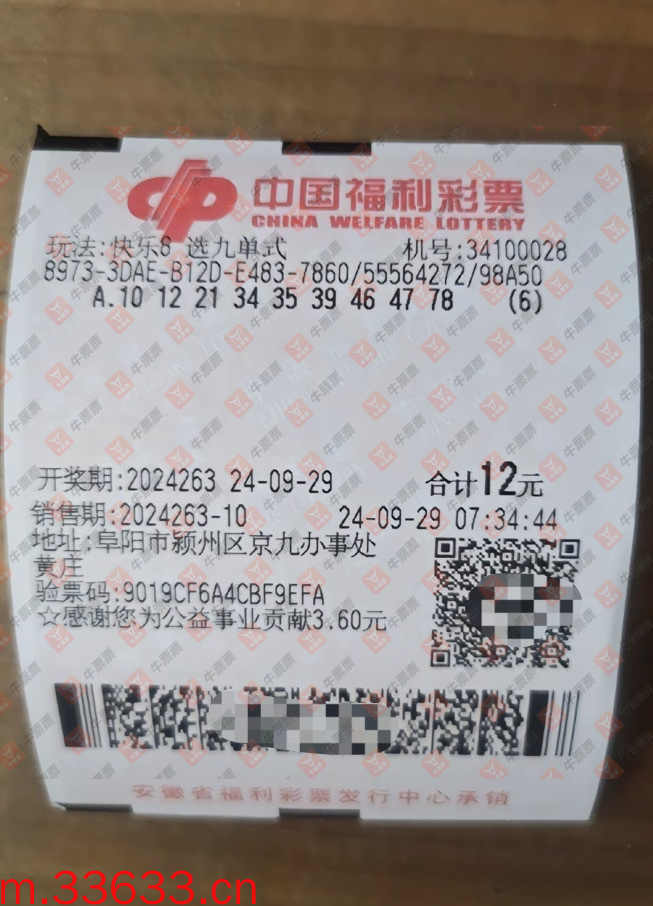 中国福利彩票
CHINA WELFARE LOTTERY
玩法:快乐8 选九单式 机号:34100028
8973-3DAE-B12D-E483-7860/55564272/98A50
A.10 12 21 34 35 39 46 47 78 (6)
开奖期:2024263 24-09-29 合计12元
销售期:2024263-10 24-09-29 07:34:44
地址:阜阳市颍州区京九办事处
黄庄
验票码:9019CF6A4CBF9EFA
☆感谢您为公益事业贡献3.60元
安徽省福利彩票发行中心承销
m.33633.cn